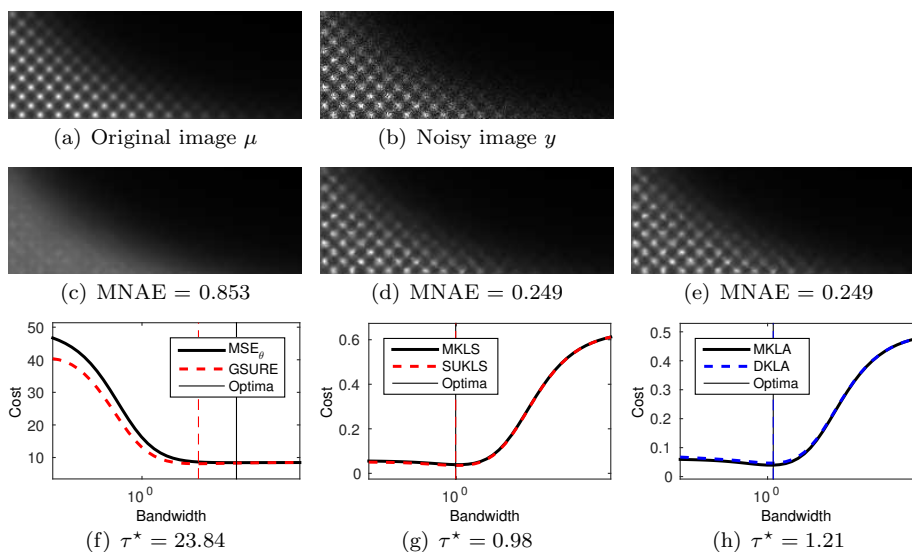 (a) Original image μ
(b) Noisy image y
(c) MNAE = 0.853
(d) MNAE = 0.249
(e) MNAE = 0.249
50
40
30
20
10
Cost
MSE_θ
GSURE
Optima
10^0
Bandwidth
(f) τ* = 23.84
0.6
0.4
0.2
0
Cost
MKLS
SUKLS
Optima
10^0
Bandwidth
(g) τ* = 0.98
0.5
0.4
0.3
0.2
0.1
0
Cost
MKLA
DKLA
Optima
10^0
Bandwidth
(h) τ* = 1.21